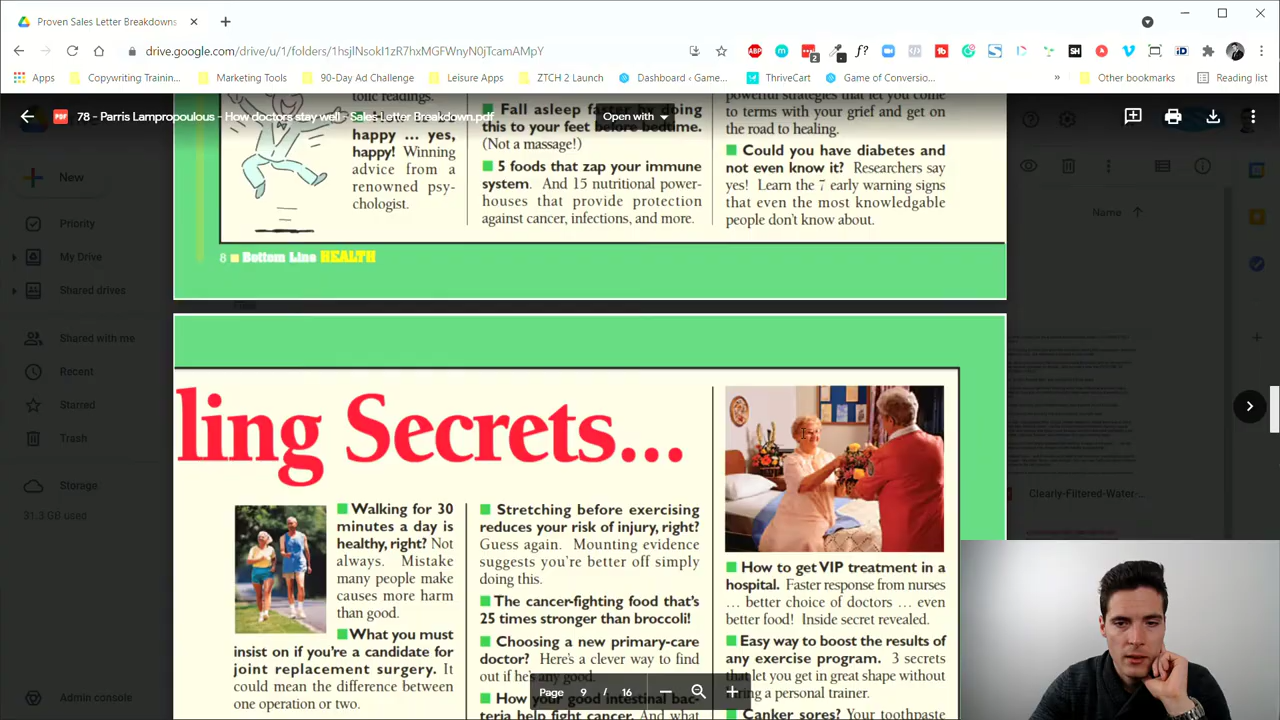 Proven Sales Letter Breakdowns
drive.google.com/drive/u/1/folders/1hsjlNsokI1zR7hxMGFWnyN0jTcamAMpY
Apps
Copywriting Trainin...
Marketing Tools
90-Day Ad Challenge
Leisure Apps
ZTCH 2 Launch
Dashboard ‹ Game...
ThriveCart
Game of Conversio...
»
Other bookmarks
Reading list
78 - Parris Lampropoulous - How doctors stay well - Sales Letter Breakdown.pdf
Open with
New
Priority
My Drive
Shared drives
Shared with me
Recent
Starred
Trash
Storage
31.3 GB used
Admin console
Name
Clearly-Filtered-Water-...
tolic readings.
happy ... yes,
happy! Winning
advice from a
renowned psy-
chologist.
Fall asleep faster by doing
this to your feet before bedtime.
(Not a massage!)
5 foods that zap your immune
system. And 15 nutritional power-
houses that provide protection
against cancer, infections, and more.
powerful strategies that let you come
to terms with your grief and get on
the road to healing.
Could you have diabetes and
not even know it? Researchers say
yes! Learn the 7 early warning signs
that even the most knowledgable
people don't know about.
8 Bottom Line HEALTH
ling Secrets...
Walking for 30
minutes a day is
healthy, right? Not
always. Mistake
many people make
causes more harm
than good.
What you must
insist on if you're a candidate for
joint replacement surgery. It
could mean the difference between
one operation or two.
Stretching before exercising
reduces your risk of injury, right?
Guess again. Mounting evidence
suggests you're better off simply
doing this.
The cancer-fighting food that's
25 times stronger than broccoli!
Choosing a new primary-care
doctor? Here's a clever way to find
out if he's any good.
How your good intestinal bac-
teria help fight cancer. And what
How to get VIP treatment in a
hospital. Faster response from nurses
... better choice of doctors ... even
better food! Inside secret revealed.
Easy way to boost the results of
any exercise program. 3 secrets
that let you get in great shape without
hiring a personal trainer.
Canker sores? Your toothpaste
Page 9 / 16